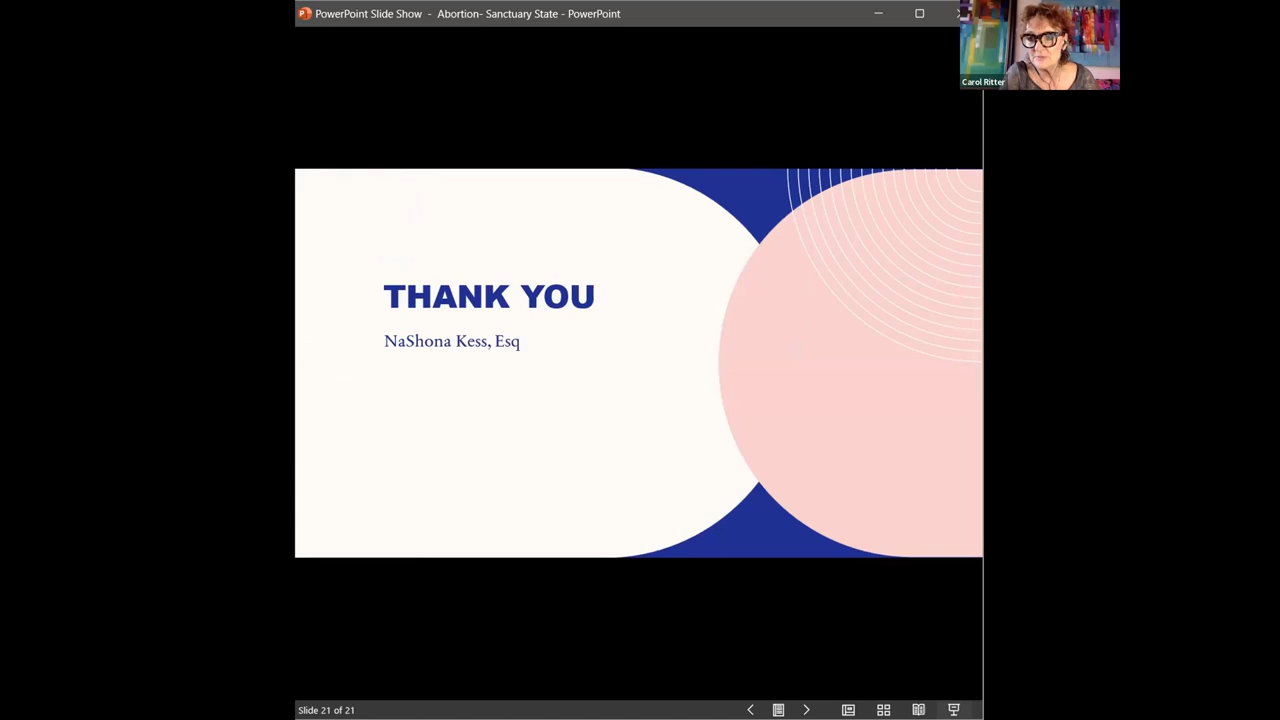 PowerPoint Slide Show - Abortion- Sanctuary State - PowerPoint
Carol Ritter
THANK YOU
NaShona Kess, Esq
Slide 21 of 21